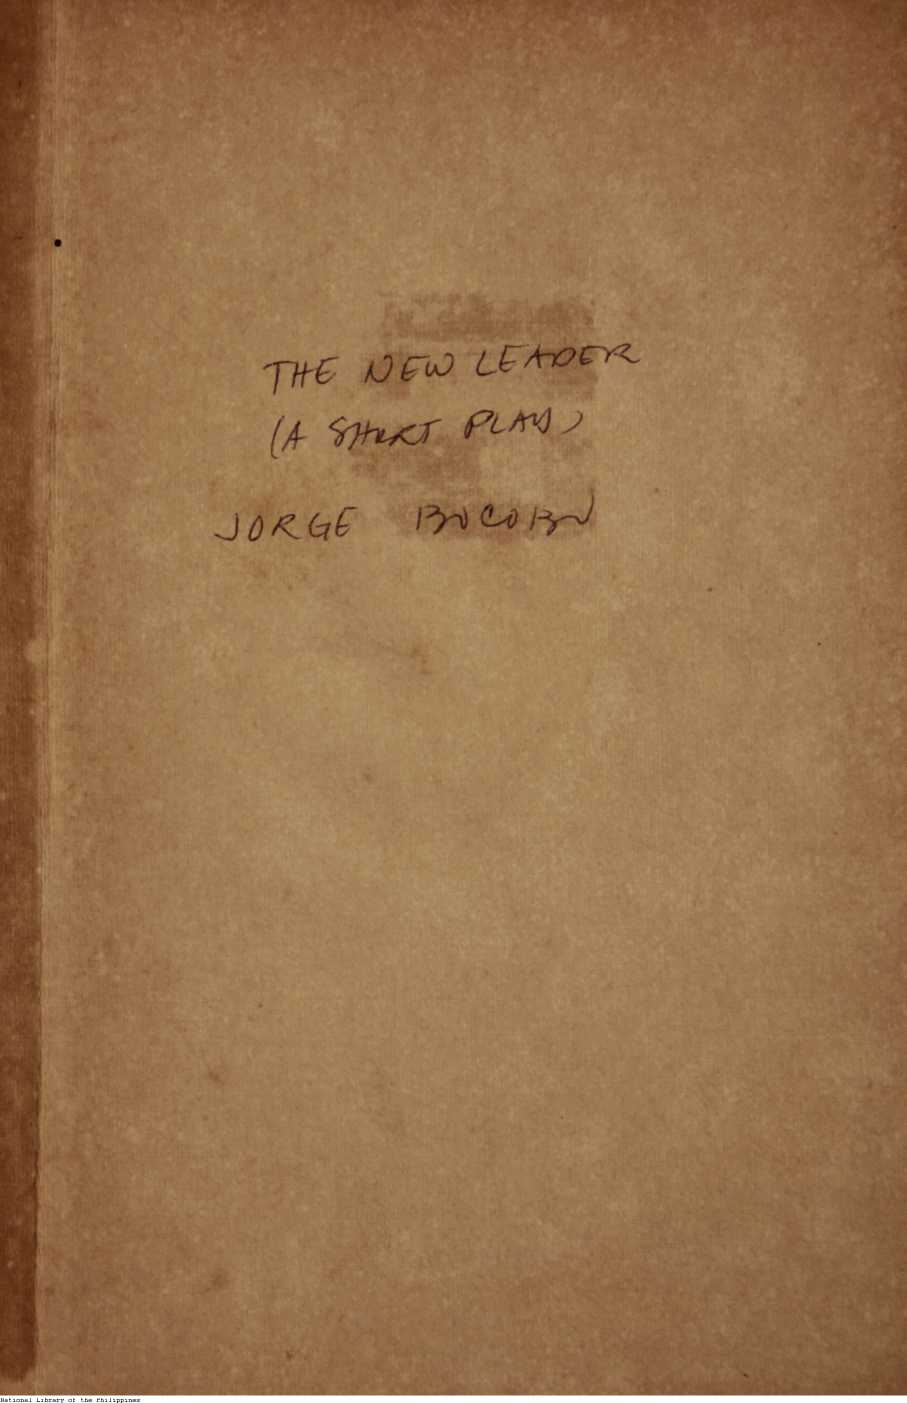 THE NEW LEADER
(A SHORT PLAY)
JORGE BOCOBO
National Library of the Philippines